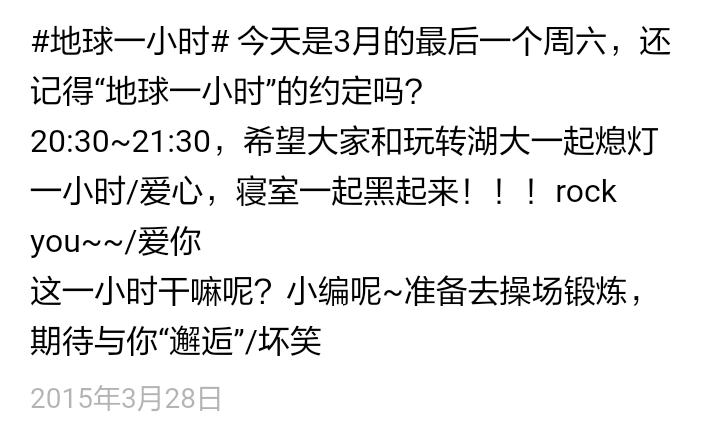 #地球一小时# 今天是3月的最后一个周六，还
记得“地球一小时”的约定吗？
20:30~21:30，希望大家和玩转湖大一起熄灯
一小时/爱心，寝室一起黑起来！！！rock
you~~/爱你
这一小时干嘛呢？小编呢~准备去操场锻炼，
期待与你“邂逅”/坏笑
2015年3月28日